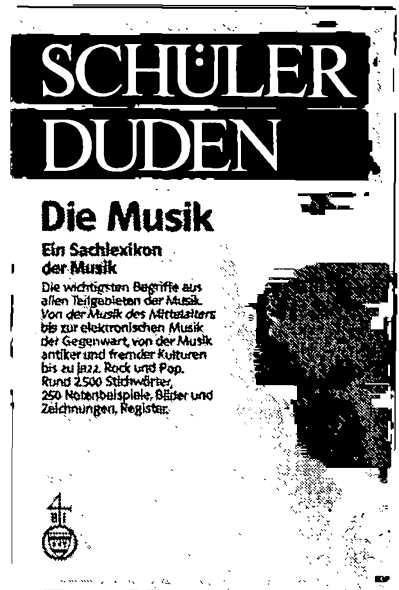 SCHÜLER
DUDEN
Die Musik
Ein Sachlexikon
der Musik
Die wichtigsten Begriffe aus
allen Teilgebieten der Musik.
Von der Musik des Mittelalters
bis zur elektronischen Musik
der Gegenwart, von der Musik
antiker und fremder Kulturen
bis zu Jazz, Rock und Pop.
Rund 2500 Stichwörter,
250 Notenbeispiele, Bilder und
Zeichnungen, Register.